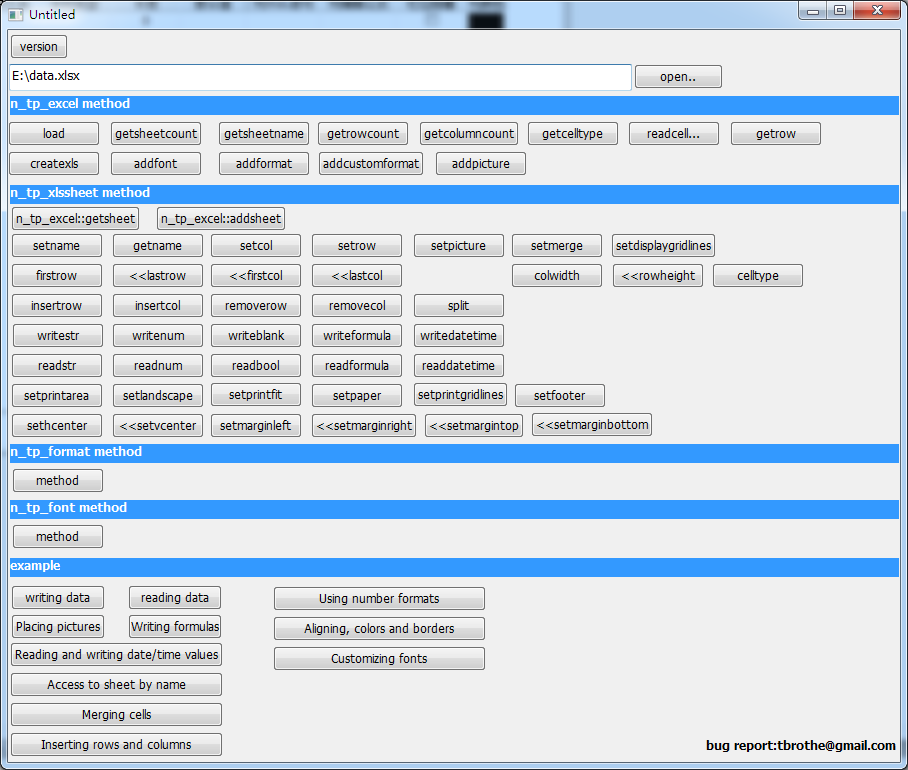 Untitled
version
E:\data.xlsx open..
n_tp_excel method
load getsheetcount getsheetname getrowcount getcolumncount getcelltype readcell... getrow
createxls addfont addformat addcustomformat addpicture
n_tp_xlssheet method
n_tp_excel::getsheet n_tp_excel::addsheet
setname getname setcol setrow setpicture setmerge setdisplaygridlines
firstrow <<lastrow <<firstcol <<lastcol colwidth <<rowheight celltype
insertrow insertcol removerow removecol split
writestr writenum writeblank writeformula writedatetime
readstr readnum readbool readformula readdatetime
setprintarea setlandscape setprintfit setpaper setprintgridlines setfooter
sethcenter <<setvcenter setmarginleft <<setmarginright <<setmargintop <<setmarginbottom
n_tp_format method
method
n_tp_font method
method
example
writing data reading data Using number formats
Placing pictures Writing formulas Aligning, colors and borders
Reading and writing date/time values Customizing fonts
Access to sheet by name
Merging cells
Inserting rows and columns
bug report:tbrothe@gmail.com